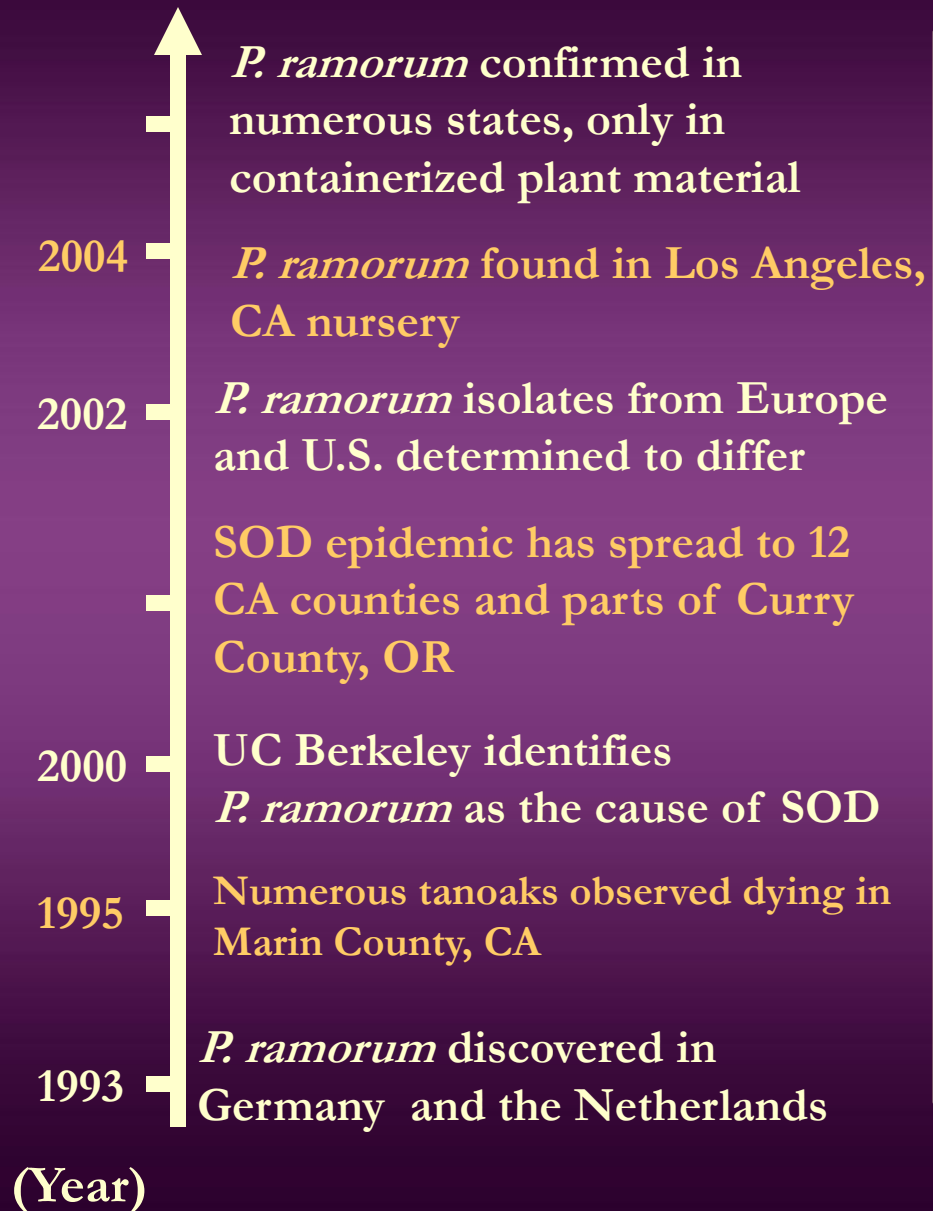 P. ramorum confirmed in
numerous states, only in
containerized plant material
2004
P. ramorum found in Los Angeles,
CA nursery
2002
P. ramorum isolates from Europe
and U.S. determined to differ
SOD epidemic has spread to 12
CA counties and parts of Curry
County, OR
2000
UC Berkeley identifies
P. ramorum as the cause of SOD
1995
Numerous tanoaks observed dying in
Marin County, CA
1993
P. ramorum discovered in
Germany and the Netherlands
(Year)